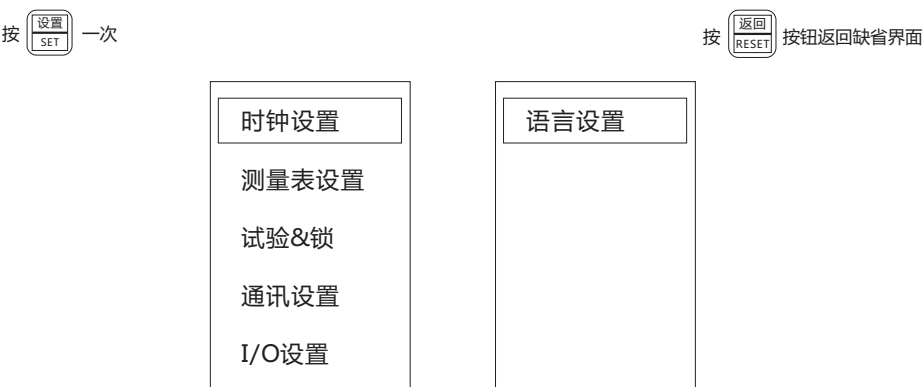 按 设置 SET 一次
按 返回 RESET 按钮返回缺省界面
时钟设置
测量表设置
试验&锁
通讯设置
I/O设置
语言设置